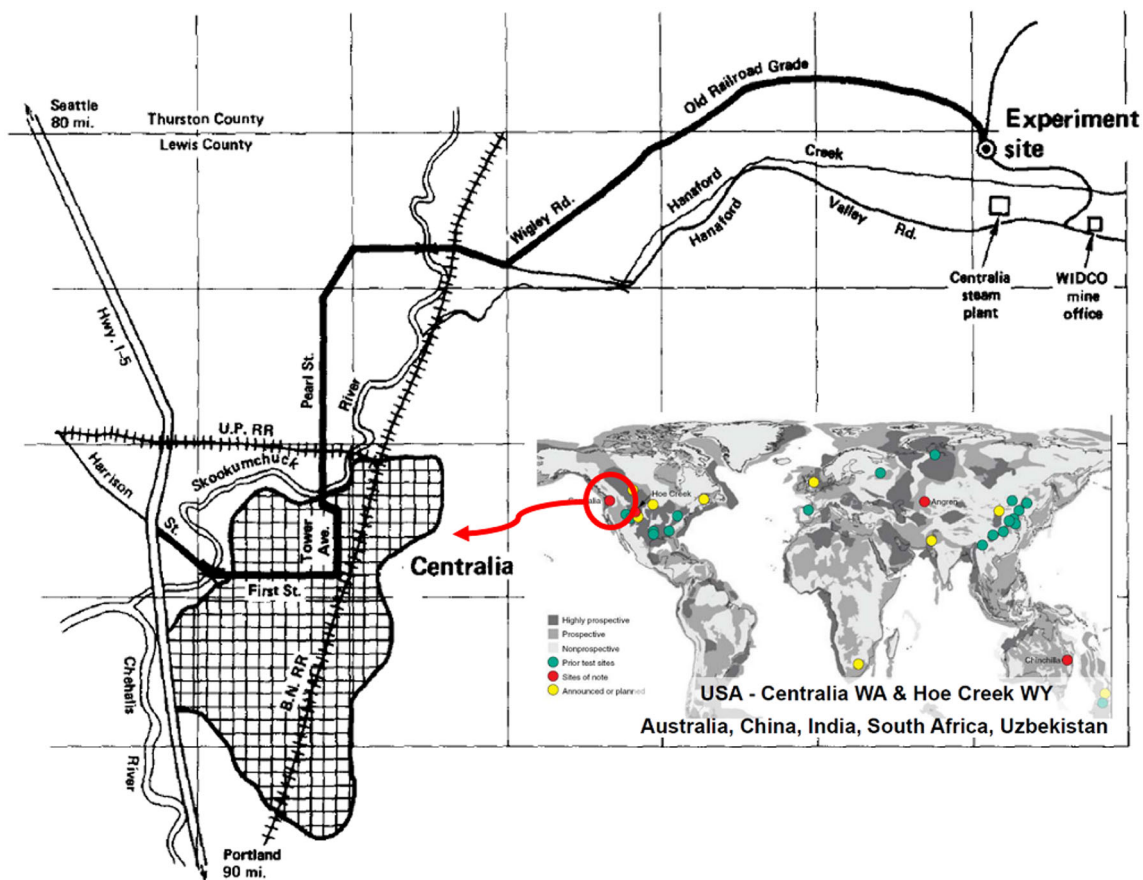 Seattle
80 mi.
Thurston County
Lewis County
Old Railroad Grade
Experiment
site
Creek
Wigley Rd.
Hanaford
Hanaford
Valley
Rd.
Centralia
steam
plant
WIDCO
mine
office
Hwy. I-5
Pearl St.
River
U.P. RR
Skookumchuck
Harrison
St.
Tower
Ave.
Centralia
First St.
B.N. RR
Chehalis
River
Portland
90 mi.
Centralia
Hoe Creek
Angren
Chinchilla
Highly prospective
Prospective
Nonprospective
Prior test sites
Sites of note
Announced or planned
USA - Centralia WA & Hoe Creek WY
Australia, China, India, South Africa, Uzbekistan